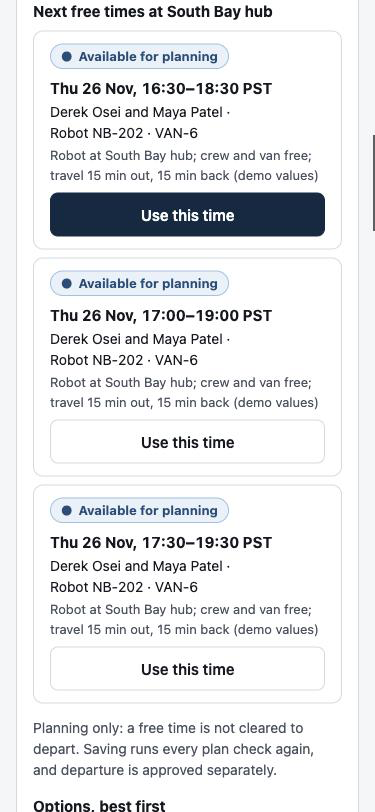 Next free times at South Bay hub
Available for planning
Thu 26 Nov, 16:30–18:30 PST
Derek Osei and Maya Patel ·
Robot NB-202 · VAN-6
Robot at South Bay hub; crew and van free;
travel 15 min out, 15 min back (demo values)
Use this time
Available for planning
Thu 26 Nov, 17:00–19:00 PST
Derek Osei and Maya Patel ·
Robot NB-202 · VAN-6
Robot at South Bay hub; crew and van free;
travel 15 min out, 15 min back (demo values)
Use this time
Available for planning
Thu 26 Nov, 17:30–19:30 PST
Derek Osei and Maya Patel ·
Robot NB-202 · VAN-6
Robot at South Bay hub; crew and van free;
travel 15 min out, 15 min back (demo values)
Use this time
Planning only: a free time is not cleared to
depart. Saving runs every plan check again,
and departure is approved separately.
Options, best first